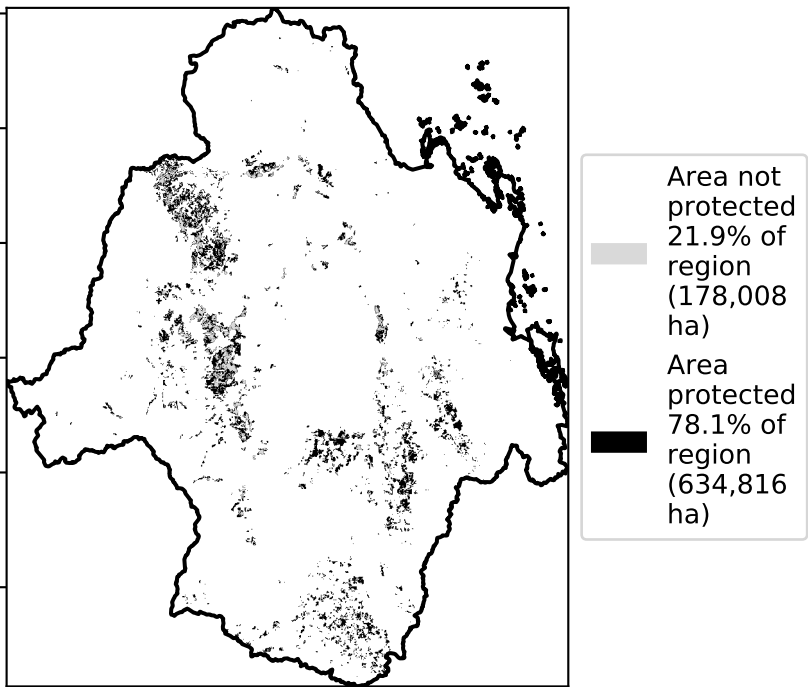 Area not
protected
21.9% of
region
(178,008
ha)
Area
protected
78.1% of
region
(634,816
ha)